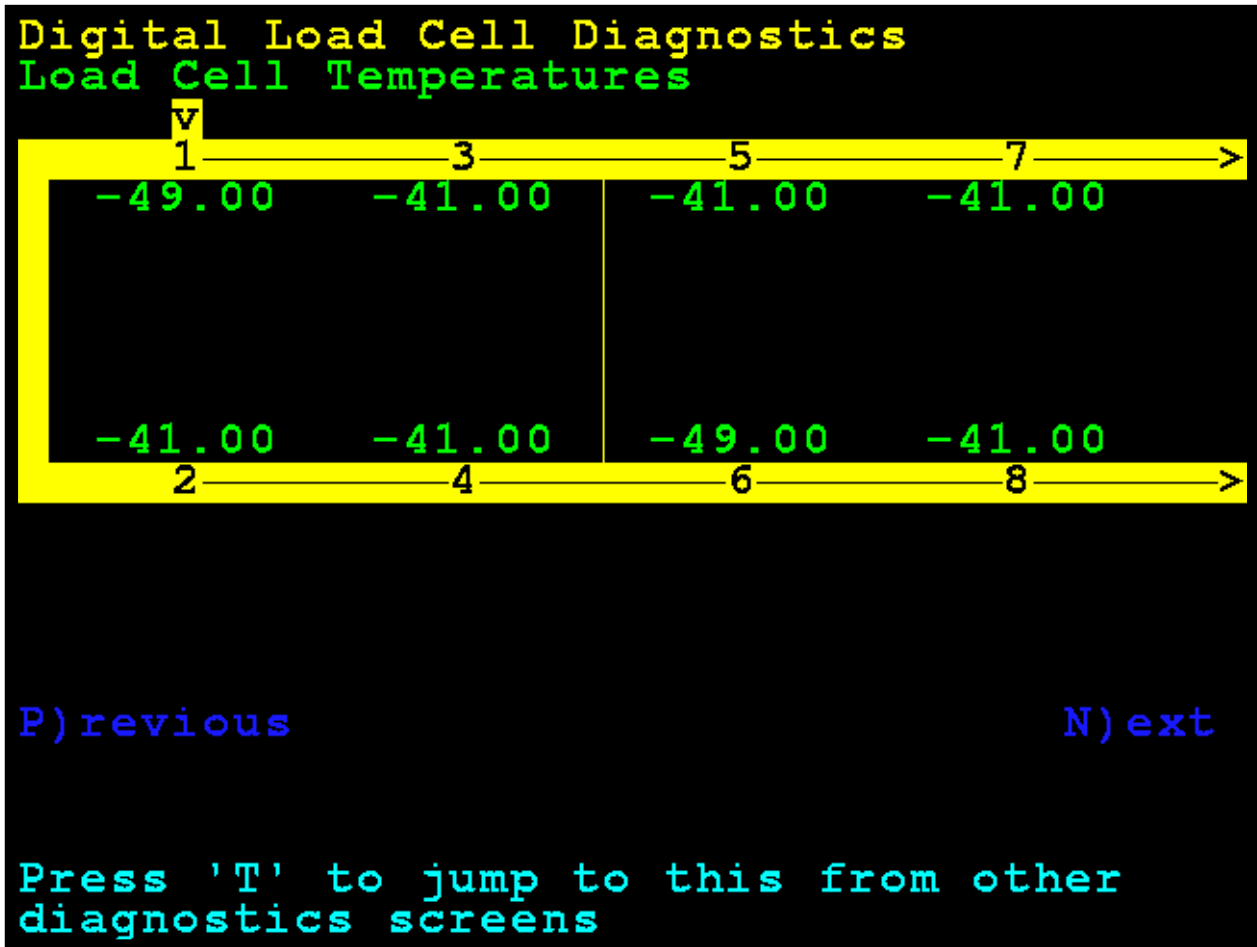 Digital Load Cell Diagnostics
Load Cell Temperatures
v
1 3 5 7 >
-49.00 -41.00 -41.00 -41.00
-41.00 -41.00 -49.00 -41.00
2 4 6 8 >
P)revious N)ext
Press 'T' to jump to this from other
diagnostics screens